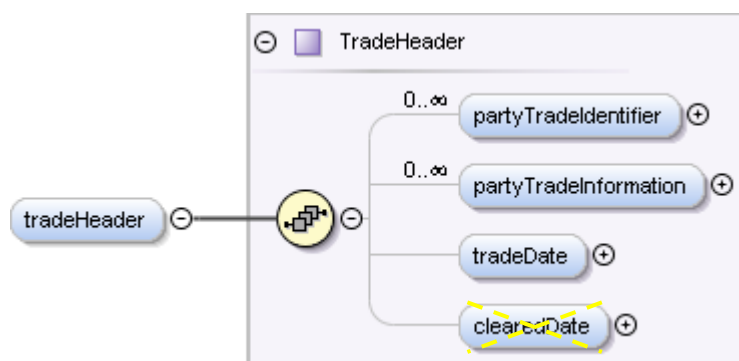 TradeHeader
0..∞
partyTradeIdentifier
0..∞
partyTradeInformation
tradeHeader
tradeDate
clearedDate